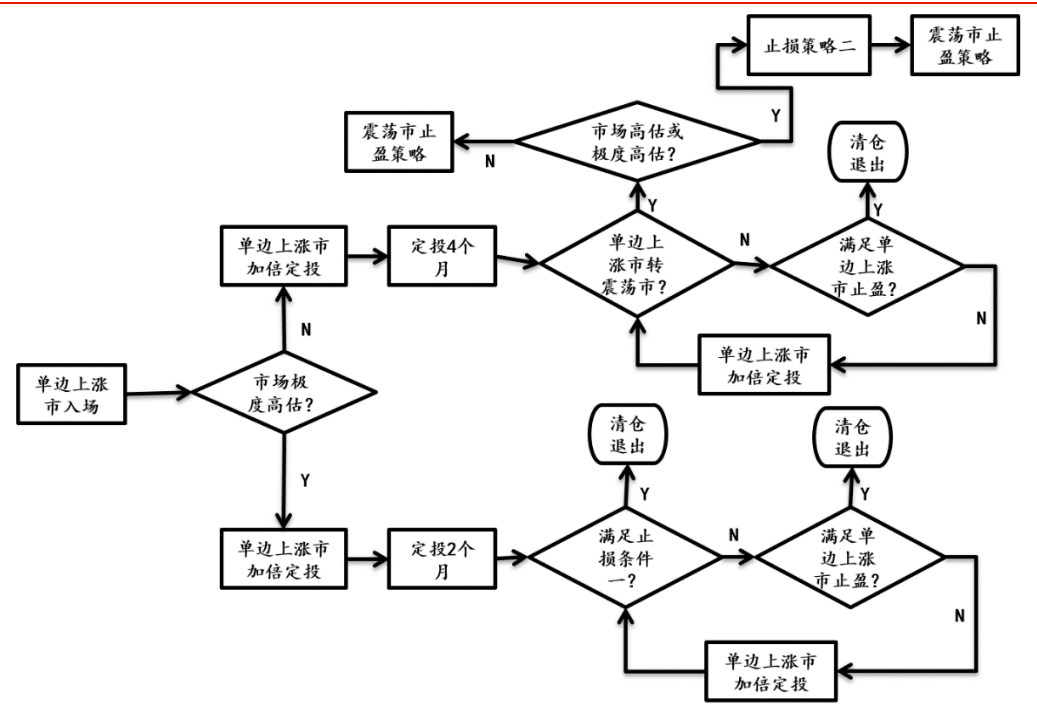 止损策略二
震荡市止
盈策略
Y
震荡市止
盈策略
N
市场高估或
极度高估？
清仓
退出
Y
Y
单边上涨市
加倍定投
定投4个
月
单边上
涨市转
震荡市？
N
满足单
边上涨
市止盈？
N
N
单边上涨市
加倍定投
单边上涨
市入场
市场极
度高估？
清仓
退出
清仓
退出
Y
Y
Y
单边上涨市
加倍定投
定投2个
月
满足止
损条件
一？
N
满足单
边上涨
市止盈？
N
单边上涨市
加倍定投